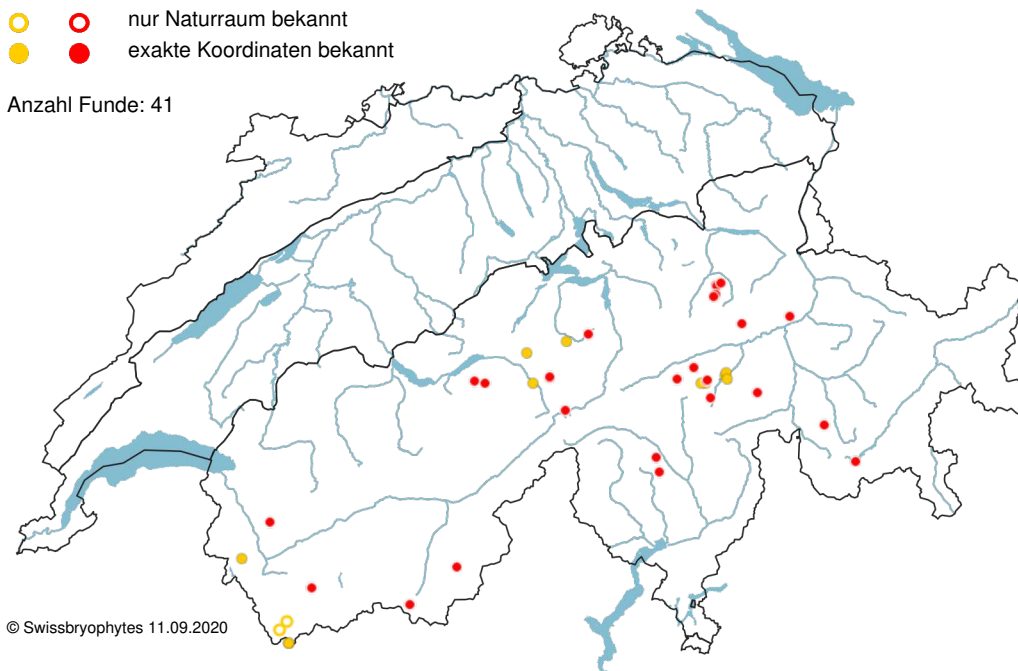 nur Naturraum bekannt
exakte Koordinaten bekannt
Anzahl Funde: 41
© Swissbryophytes 11.09.2020